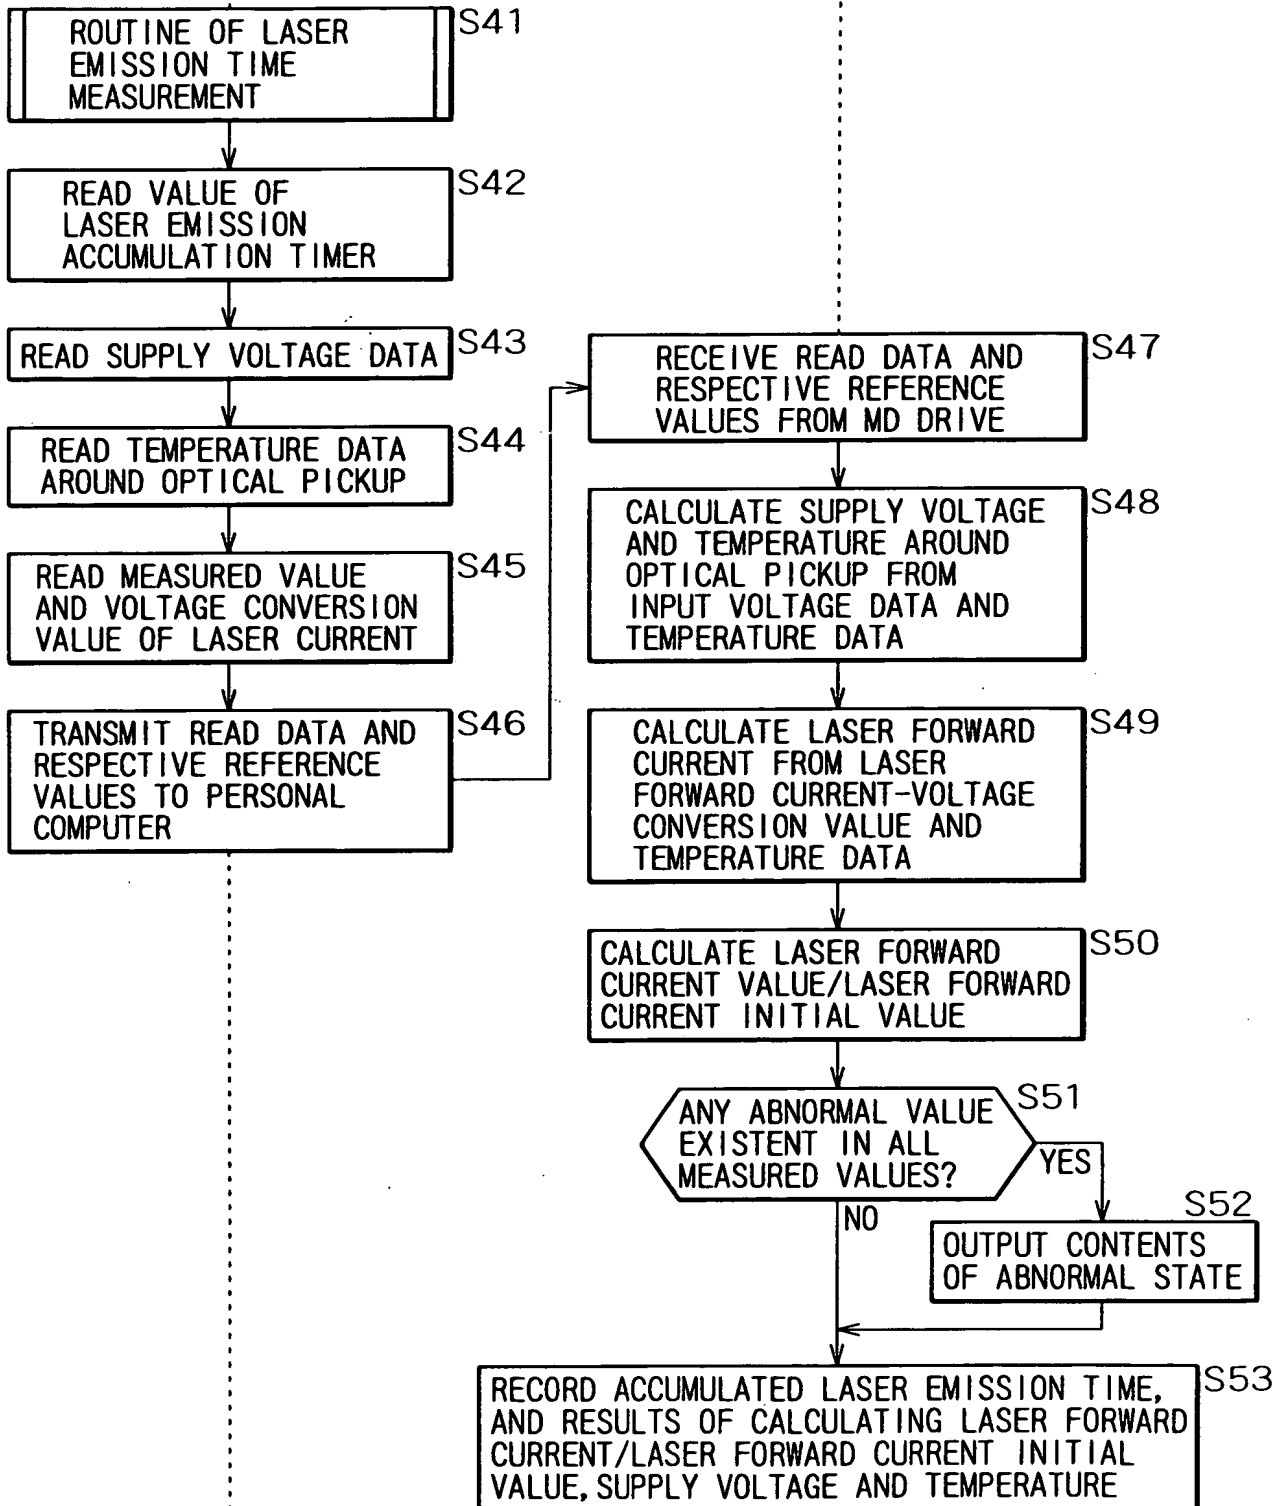 S41
ROUTINE OF LASER
EMISSION TIME
MEASUREMENT
S42
READ VALUE OF
LASER EMISSION
ACCUMULATION TIMER
S43
READ SUPPLY VOLTAGE DATA
S44
READ TEMPERATURE DATA
AROUND OPTICAL PICKUP
S45
READ MEASURED VALUE
AND VOLTAGE CONVERSION
VALUE OF LASER CURRENT
S46
TRANSMIT READ DATA AND
RESPECTIVE REFERENCE
VALUES TO PERSONAL
COMPUTER
S47
RECEIVE READ DATA AND
RESPECTIVE REFERENCE
VALUES FROM MD DRIVE
S48
CALCULATE SUPPLY VOLTAGE
AND TEMPERATURE AROUND
OPTICAL PICKUP FROM
INPUT VOLTAGE DATA AND
TEMPERATURE DATA
S49
CALCULATE LASER FORWARD
CURRENT FROM LASER
FORWARD CURRENT-VOLTAGE
CONVERSION VALUE AND
TEMPERATURE DATA
S50
CALCULATE LASER FORWARD
CURRENT VALUE/LASER FORWARD
CURRENT INITIAL VALUE
S51
ANY ABNORMAL VALUE
EXISTENT IN ALL
MEASURED VALUES?
YES
NO
S52
OUTPUT CONTENTS
OF ABNORMAL STATE
S53
RECORD ACCUMULATED LASER EMISSION TIME,
AND RESULTS OF CALCULATING LASER FORWARD
CURRENT/LASER FORWARD CURRENT INITIAL
VALUE, SUPPLY VOLTAGE AND TEMPERATURE